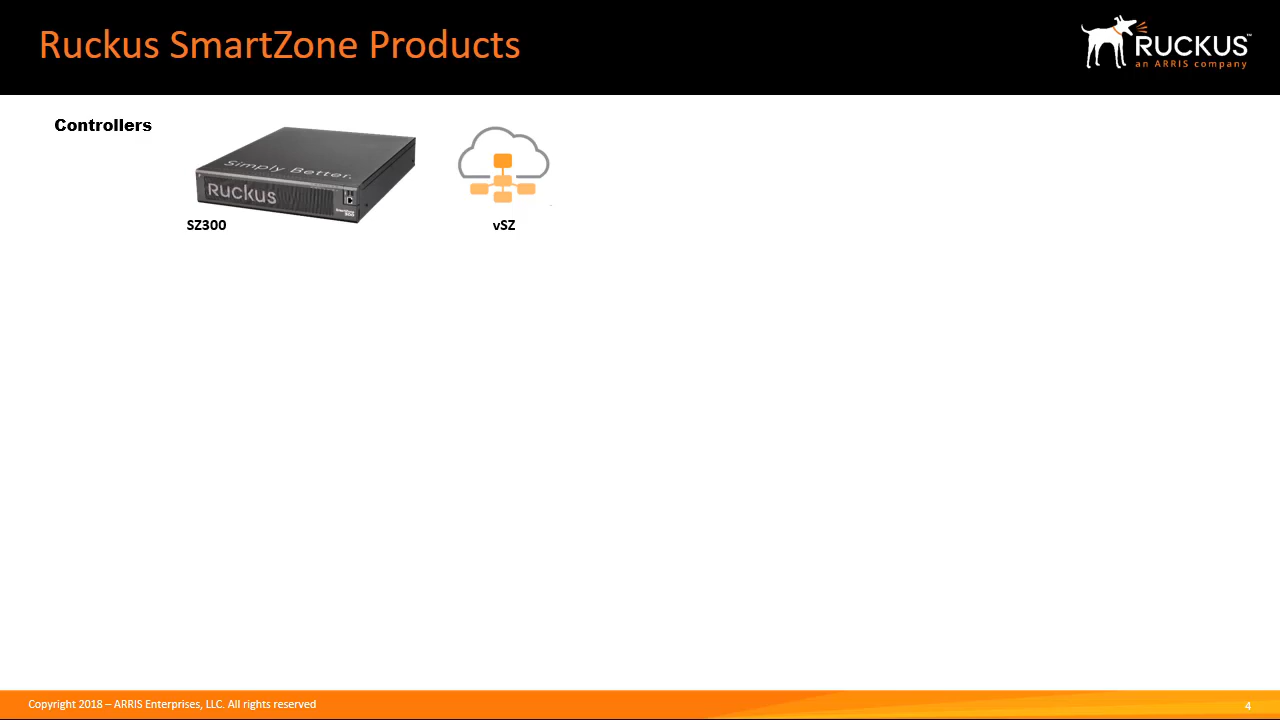 Ruckus SmartZone Products
RUCKUS™
an ARRIS company
Controllers
Simply Better.
Ruckus
SZ300
vSZ
Copyright 2018 – ARRIS Enterprises, LLC. All rights reserved
4